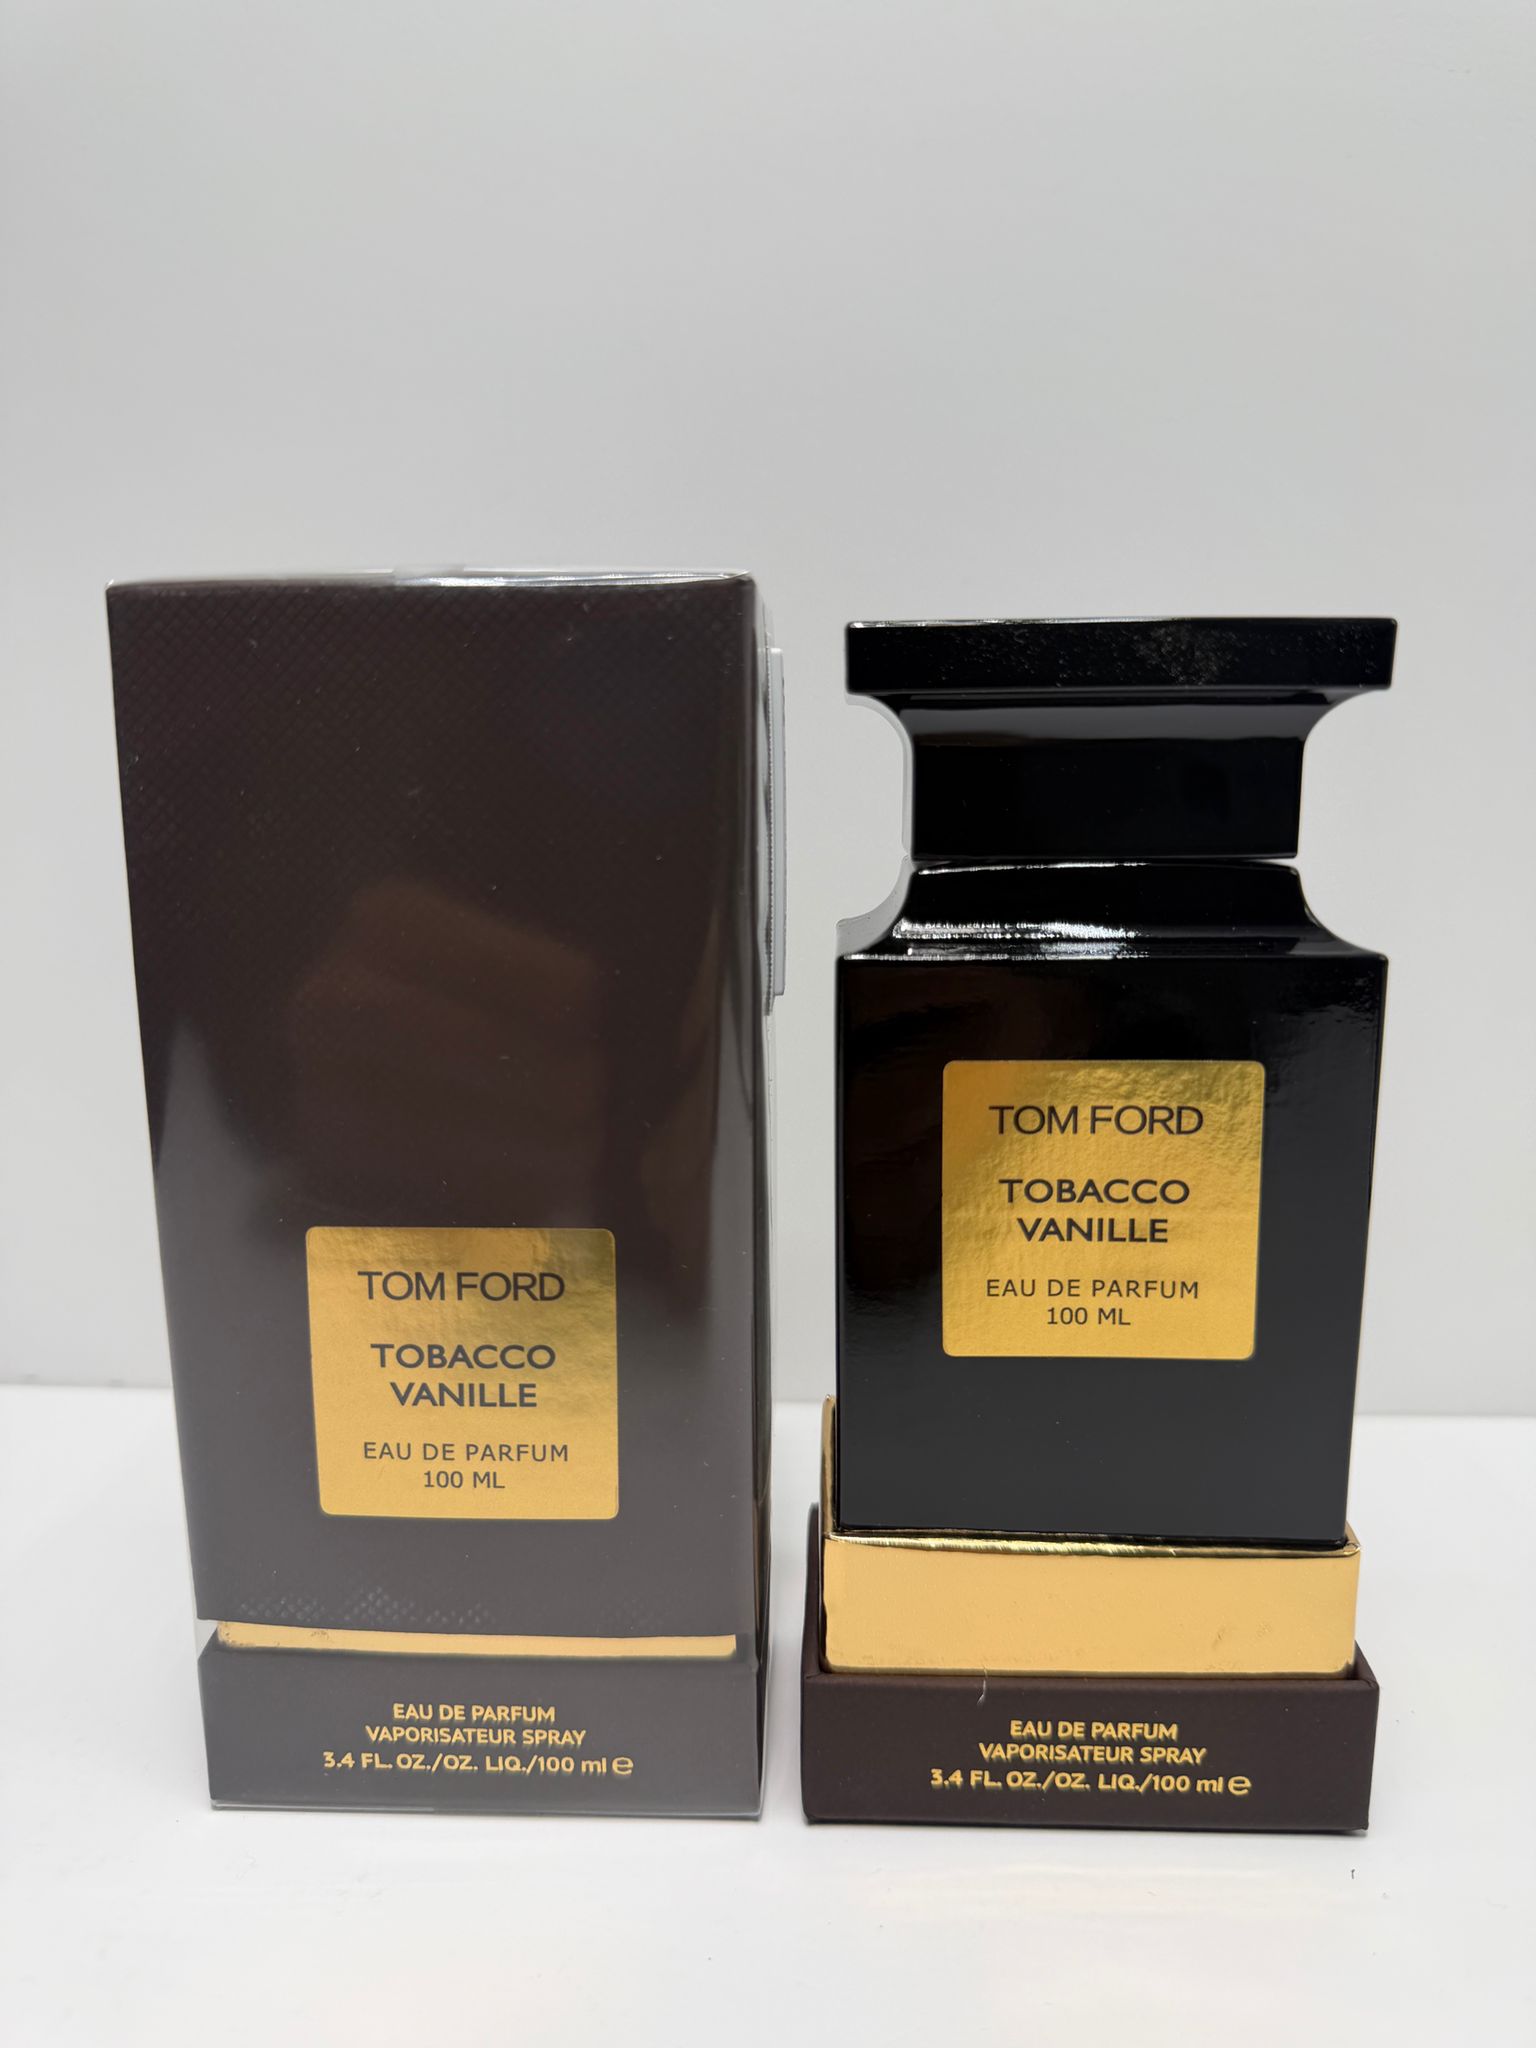 TOM FORD
TOBACCO
VANILLE
EAU DE PARFUM
100 ML
EAU DE PARFUM
VAPORISATEUR SPRAY
3.4 FL. OZ./OZ. LIQ./100 ml e
TOM FORD
TOBACCO
VANILLE
EAU DE PARFUM
100 ML
EAU DE PARFUM
VAPORISATEUR SPRAY
3.4 FL. OZ./OZ. LIQ./100 ml e